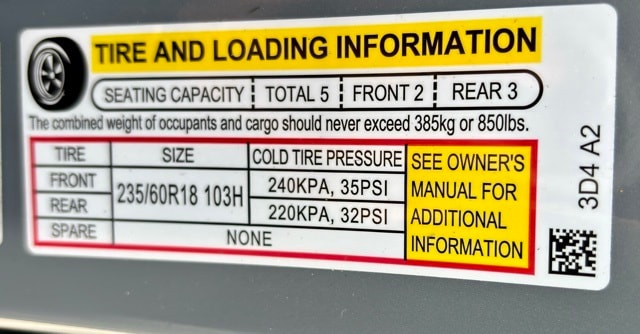 TIRE AND LOADING INFORMATION
SEATING CAPACITY TOTAL 5 FRONT 2 REAR 3
The combined weight of occupants and cargo should never exceed 385kg or 850lbs.
TIRE SIZE COLD TIRE PRESSURE
FRONT 235/60R18 103H 240KPA, 35PSI
REAR 220KPA, 32PSI
SPARE NONE
SEE OWNER'S
MANUAL FOR
ADDITIONAL
INFORMATION
3D4 A2